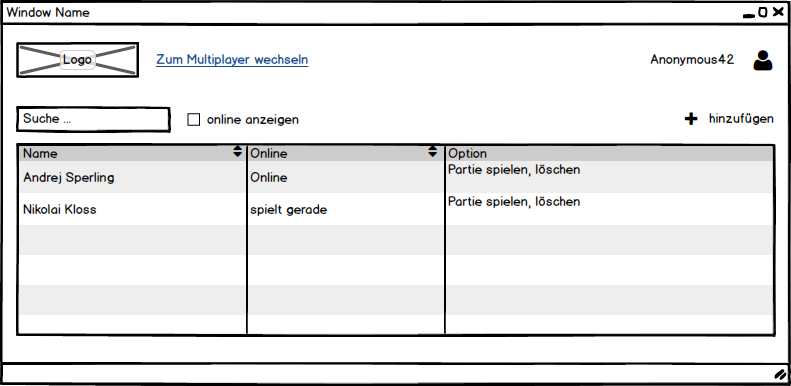 Window Name
Logo
Zum Multiplayer wechseln
Anonymous42
Suche ...
online anzeigen
hinzufügen
Name
Online
Option
Andrej Sperling
Online
Partie spielen, löschen
Nikolai Kloss
spielt gerade
Partie spielen, löschen